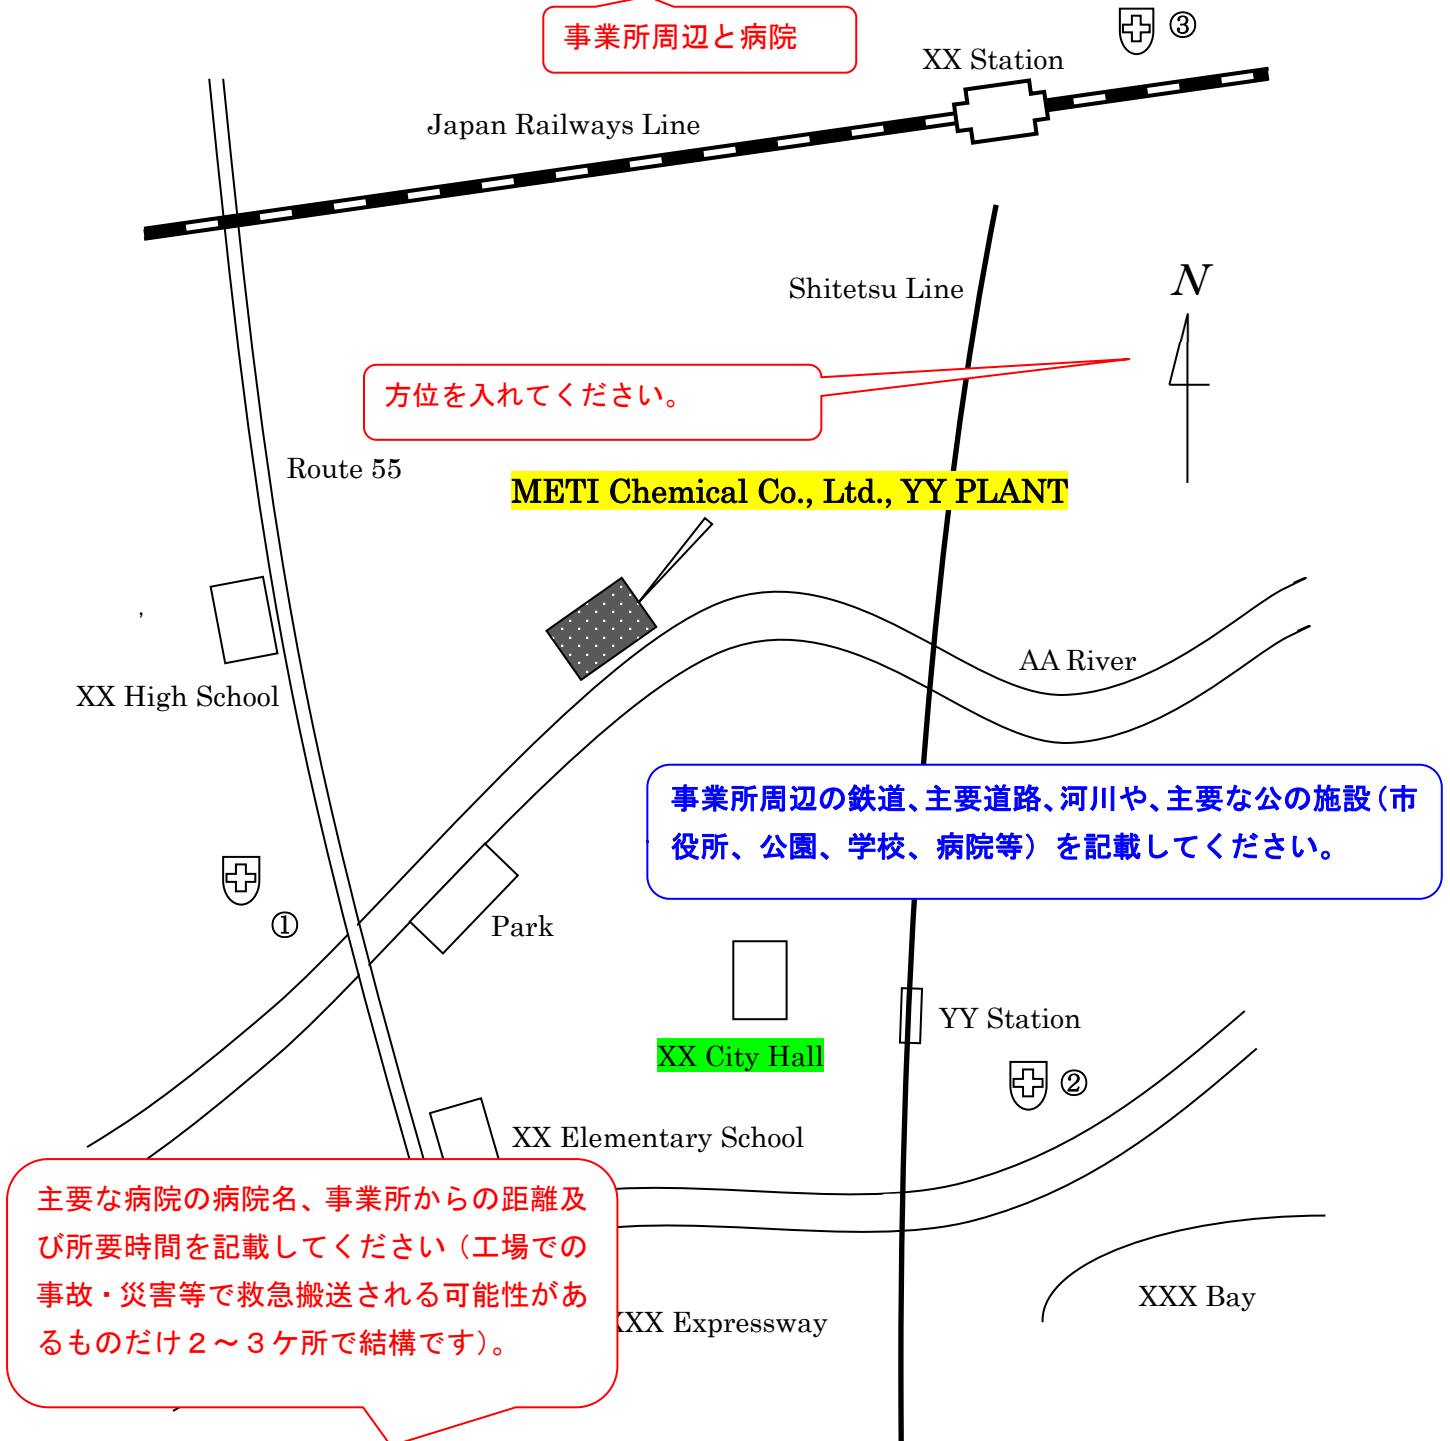 事業所周辺と病院
③
XX Station
Japan Railways Line
Shitetsu Line
N
方位を入れてください。
Route 55
METI Chemical Co., Ltd., YY PLANT
AA River
XX High School
事業所周辺の鉄道、主要道路、河川や、主要な公の施設（市
役所、公園、学校、病院等）を記載してください。
①
Park
YY Station
XX City Hall
②
XX Elementary School
主要な病院の病院名、事業所からの距離及
び所要時間を記載してください（工場での
事故・災害等で救急搬送される可能性があ
るものだけ２～３ケ所で結構です）。
XXX Expressway
XXX Bay